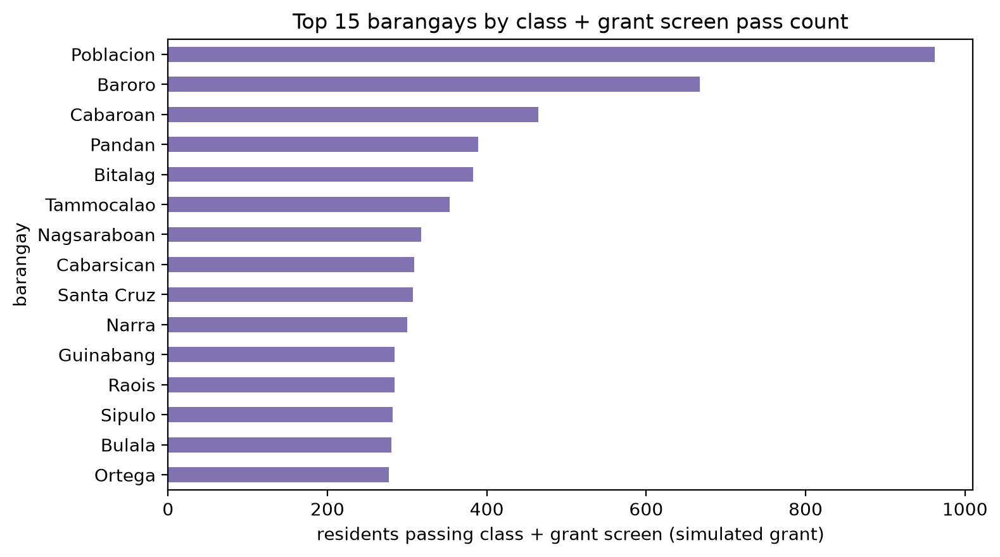 Top 15 barangays by class + grant screen pass count
barangay
Poblacion
Baroro
Cabaroan
Pandan
Bitalag
Tammocalao
Nagsaraboan
Cabarsican
Santa Cruz
Narra
Guinabang
Raois
Sipulo
Bulala
Ortega
0 200 400 600 800 1000
residents passing class + grant screen (simulated grant)